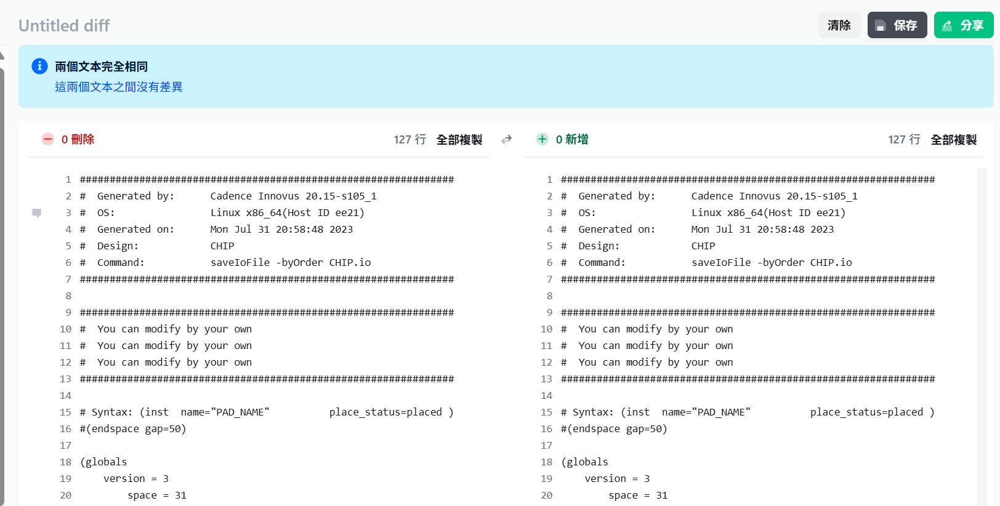 Untitled diff
清除 保存 分享
兩個文本完全相同
這兩個文本之間沒有差異
0 刪除 127 行 全部複製
0 新增 127 行 全部複製
1 ###############################################################
2 #  Generated by:      Cadence Innovus 20.15-s105_1
3 #  OS:                Linux x86_64(Host ID ee21)
4 #  Generated on:      Mon Jul 31 20:58:48 2023
5 #  Design:            CHIP
6 #  Command:           saveIoFile -byOrder CHIP.io
7 ###############################################################
8
9 ###############################################################
10 #  You can modify by your own
11 #  You can modify by your own
12 #  You can modify by your own
13 ###############################################################
14
15 # Syntax: (inst  name="PAD_NAME"          place_status=placed )
16 #(endspace gap=50)
17
18 (globals
19     version = 3
20         space = 31
1 ###############################################################
2 #  Generated by:      Cadence Innovus 20.15-s105_1
3 #  OS:                Linux x86_64(Host ID ee21)
4 #  Generated on:      Mon Jul 31 20:58:48 2023
5 #  Design:            CHIP
6 #  Command:           saveIoFile -byOrder CHIP.io
7 ###############################################################
8
9 ###############################################################
10 #  You can modify by your own
11 #  You can modify by your own
12 #  You can modify by your own
13 ###############################################################
14
15 # Syntax: (inst  name="PAD_NAME"          place_status=placed )
16 #(endspace gap=50)
17
18 (globals
19     version = 3
20         space = 31